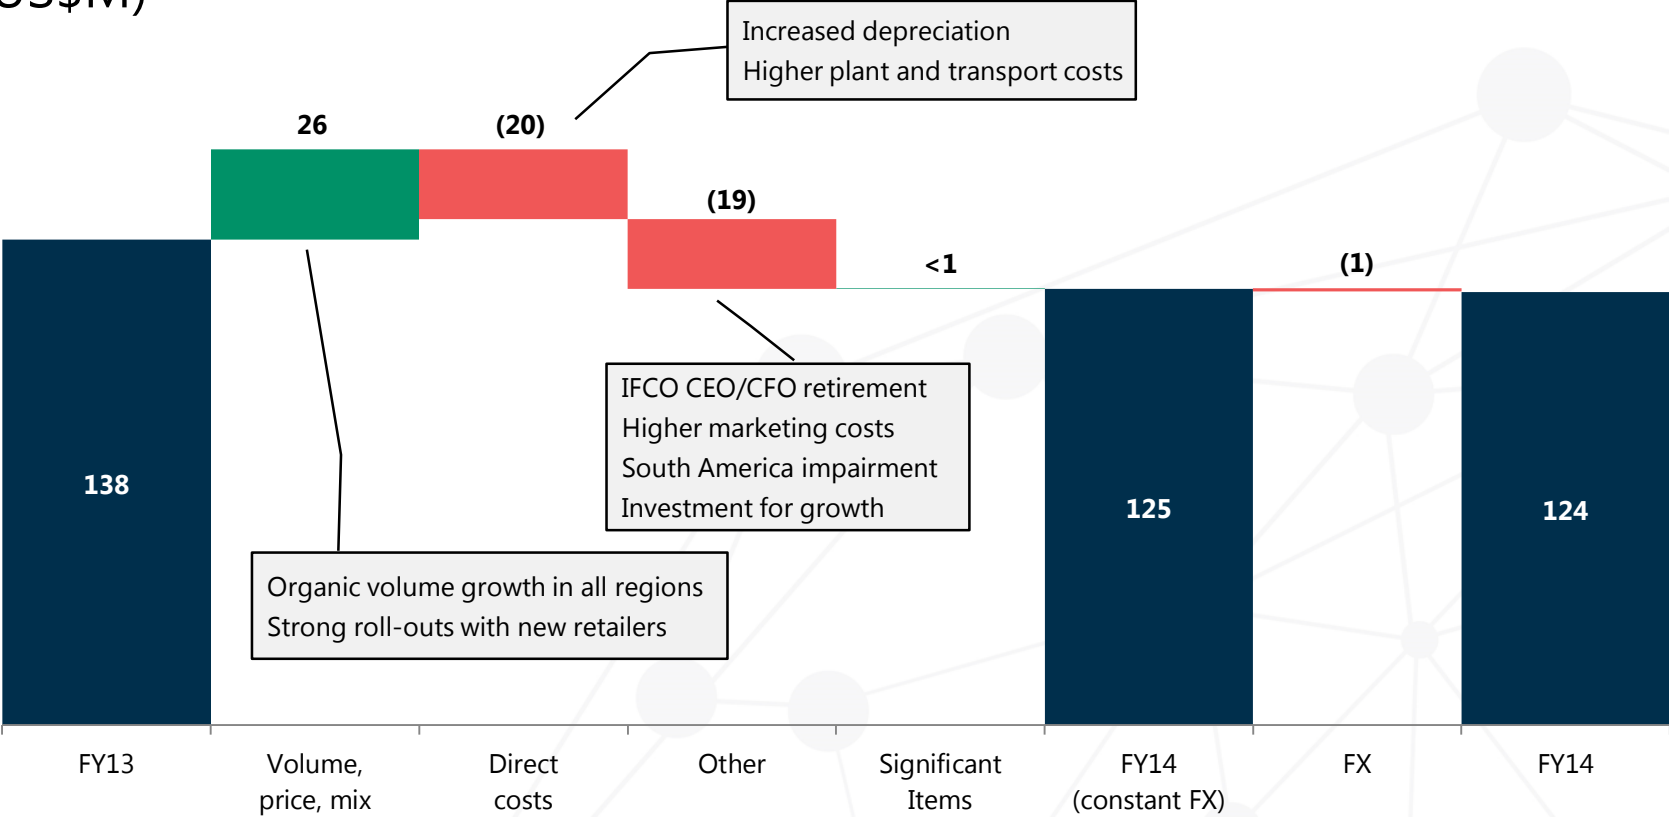 US$M)
Increased depreciation
Higher plant and transport costs
26
(20)
(19)
<1
(1)
138
IFCO CEO/CFO retirement
Higher marketing costs
South America impairment
Investment for growth
125
124
Organic volume growth in all regions
Strong roll-outs with new retailers
FY13
Volume,
price, mix
Direct
costs
Other
Significant
Items
FY14
(constant FX)
FX
FY14